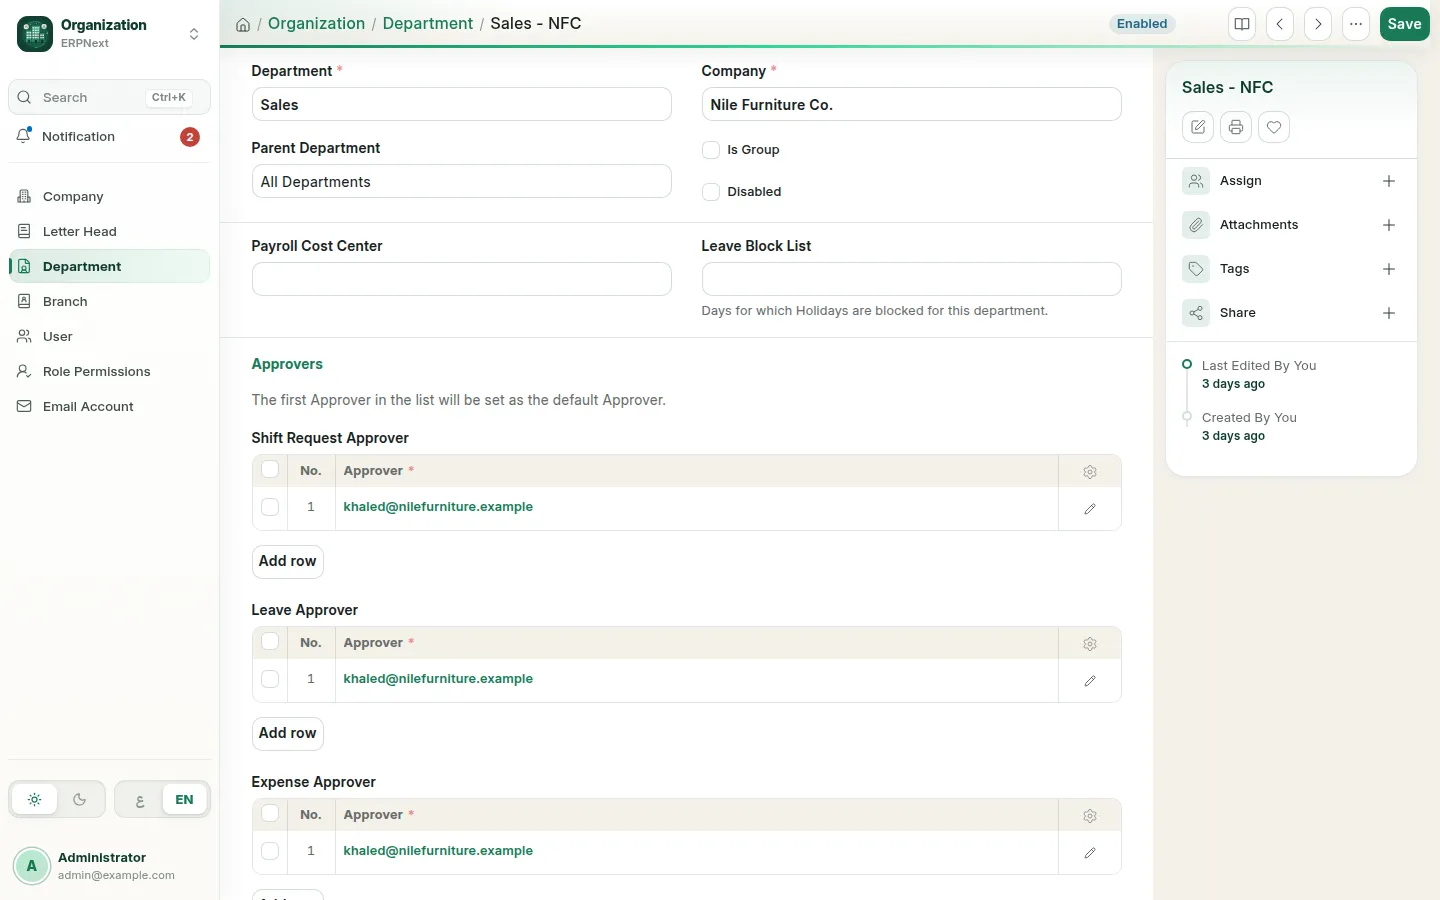 Organization
ERPNext
Search
Ctrl+K
Notification
2
Company
Letter Head
Department
Branch
User
Role Permissions
Email Account
ع
EN
A
Administrator
admin@example.com
/ Organization / Department / Sales - NFC
Enabled
Save
Department *
Sales
Company *
Nile Furniture Co.
Parent Department
All Departments
Is Group
Disabled
Payroll Cost Center
Leave Block List
Days for which Holidays are blocked for this department.
Approvers
The first Approver in the list will be set as the default Approver.
Shift Request Approver
No. Approver *
1 khaled@nilefurniture.example
Add row
Leave Approver
No. Approver *
1 khaled@nilefurniture.example
Add row
Expense Approver
No. Approver *
1 khaled@nilefurniture.example
Sales - NFC
Assign
Attachments
Tags
Share
Last Edited By You
3 days ago
Created By You
3 days ago